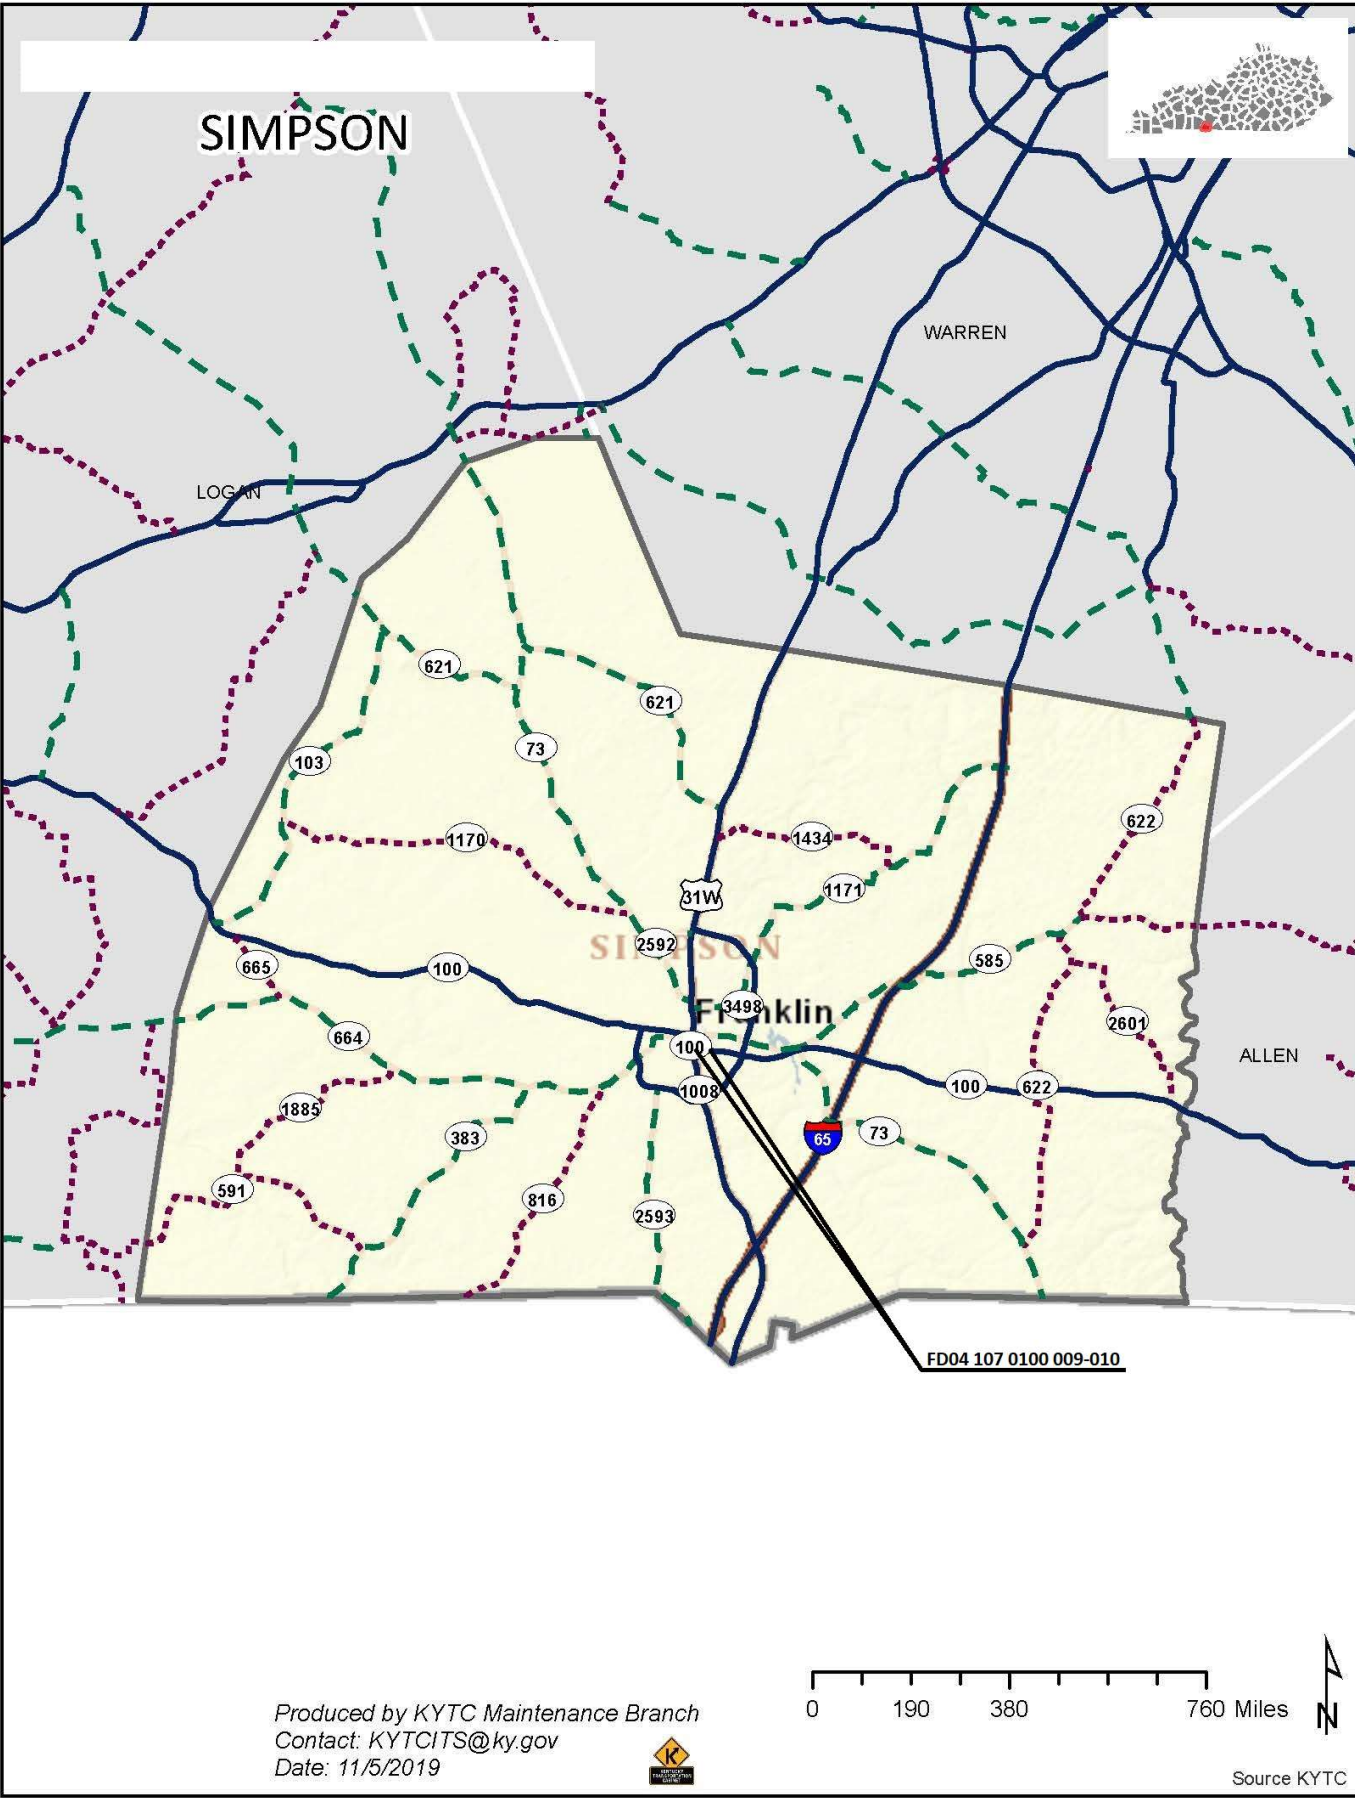 SIMPSON
WARREN
LOGAN
621
621
73
103
622
1170
1434
1171
31W
SIMPSON
2592
585
665
100
3498
Franklin
2601
664
100
ALLEN
100
622
1008
1885
383
65
73
591
816
2593
FD04 107 0100 009-010
0 190 380 760 Miles
N
Produced by KYTC Maintenance Branch
Contact: KYTCITS@ky.gov
Date: 11/5/2019
K
KENTUCKY
TRANSPORTATION
CABINET
Source KYTC